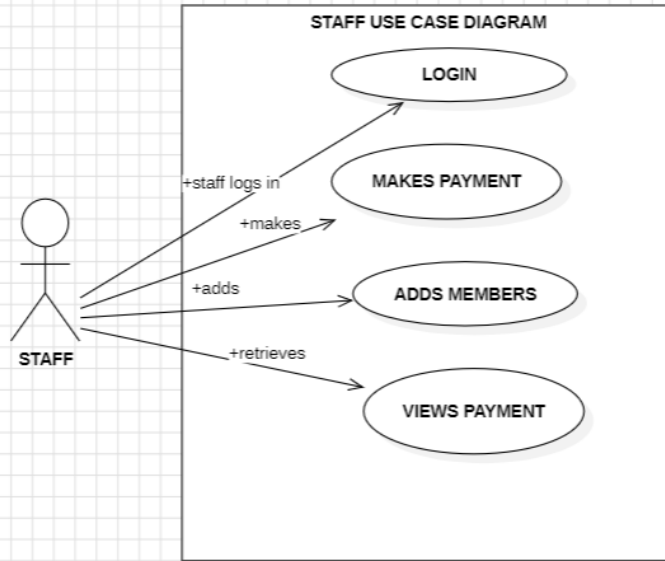 STAFF USE CASE DIAGRAM
LOGIN
+staff logs in
MAKES PAYMENT
+makes
+adds
ADDS MEMBERS
+retrieves
STAFF
VIEWS PAYMENT